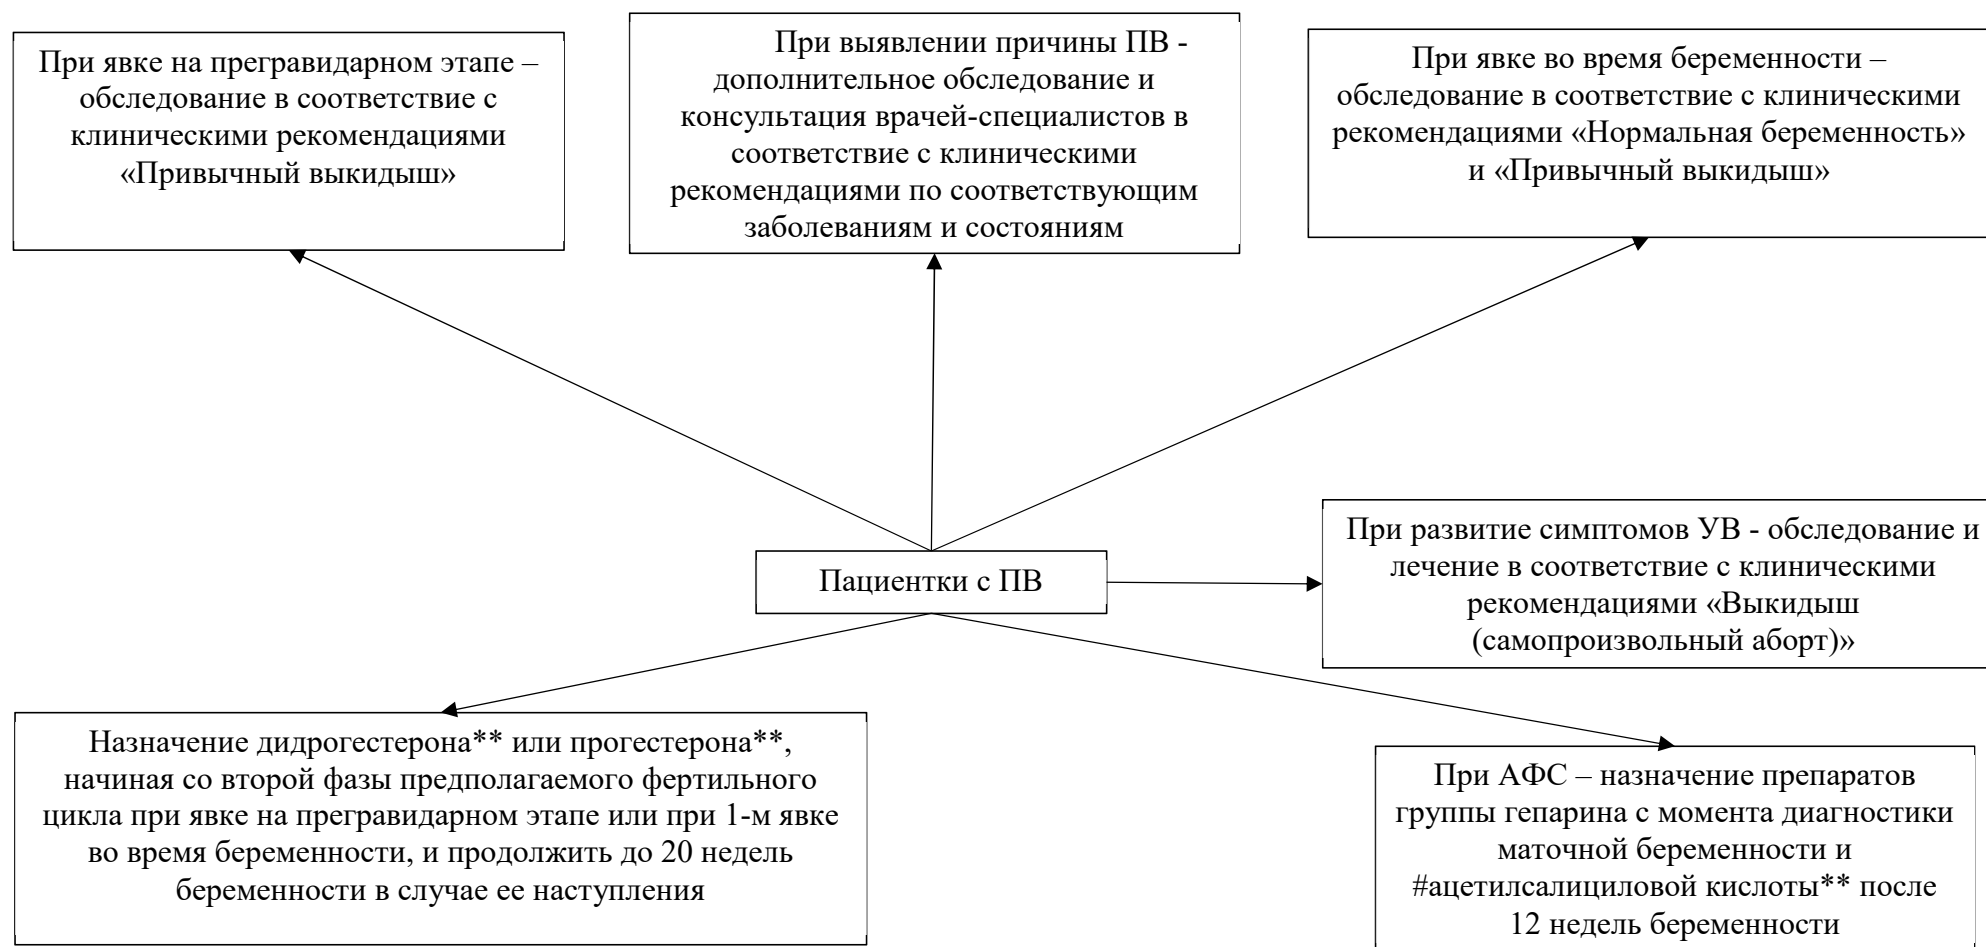 При явке на прегравидарном этапе –
обследование в соответствие с
клиническими рекомендациями
«Привычный выкидыш»
При выявлении причины ПВ -
дополнительное обследование и
консультация врачей-специалистов в
соответствие с клиническими
рекомендациями по соответствующим
заболеваниям и состояниям
При явке во время беременности –
обследование в соответствие с клиническими
рекомендациями «Нормальная беременность»
и «Привычный выкидыш»
Пациентки с ПВ
При развитие симптомов УВ - обследование и
лечение в соответствие с клиническими
рекомендациями «Выкидыш
(самопроизвольный аборт)»
Назначение дидрогестерона** или прогестерона**,
начиная со второй фазы предполагаемого фертильного
цикла при явке на прегравидарном этапе или при 1-м явке
во время беременности, и продолжить до 20 недель
беременности в случае ее наступления
При АФС – назначение препаратов
группы гепарина с момента диагностики
маточной беременности и
#ацетилсалициловой кислоты** после
12 недель беременности